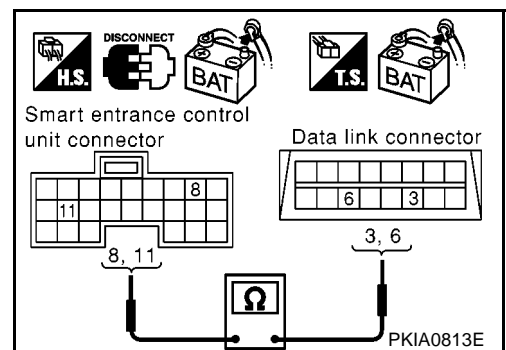 DISCONNECT
H.S.
BAT
T.S.
BAT
Smart entrance control
unit connector
Data link connector
8
11
6 3
8, 11
3, 6
Ω
PKIA0813E